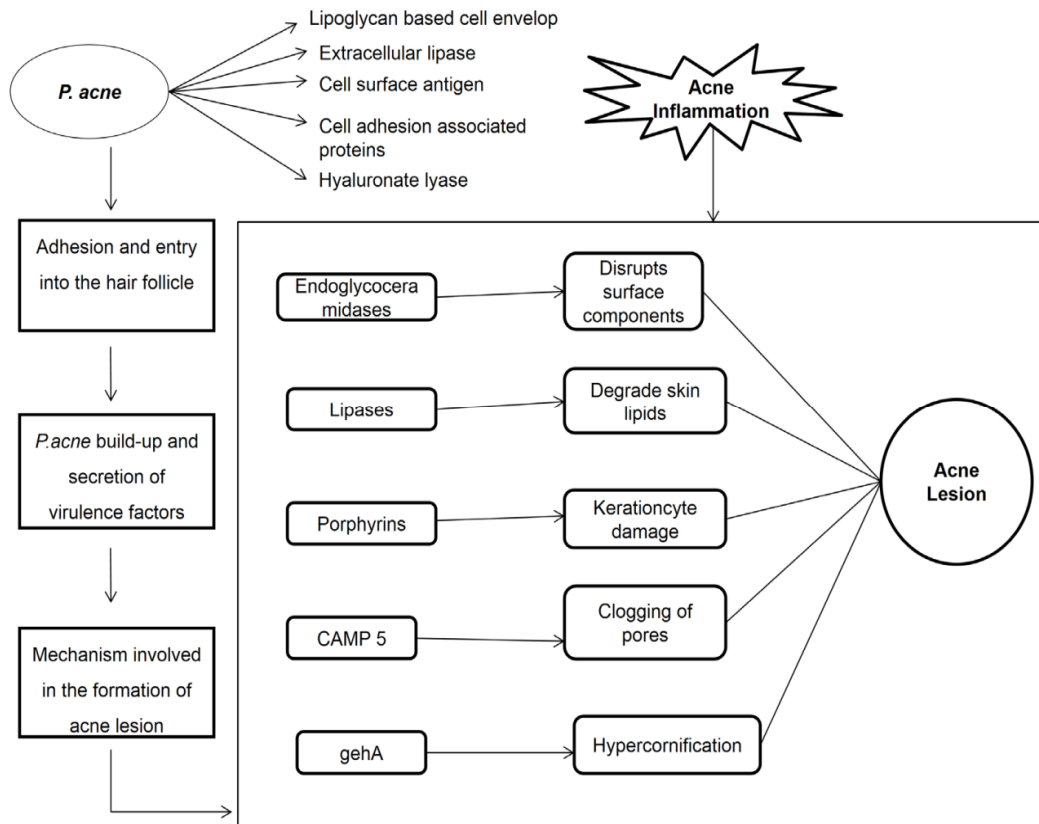 Lipoglycan based cell envelop
P. acne
Extracellular lipase
Cell surface antigen
Cell adhesion associated
proteins
Hyaluronate lyase
Acne
Inflammation
Adhesion and entry
into the hair follicle
P.acne build-up and
secretion of
virulence factors
Mechanism involved
in the formation of
acne lesion
Endoglycocera
midases
Disrupts
surface
components
Lipases
Degrade skin
lipids
Porphyrins
Kerationcyte
damage
CAMP 5
Clogging of
pores
gehA
Hypercornification
Acne
Lesion